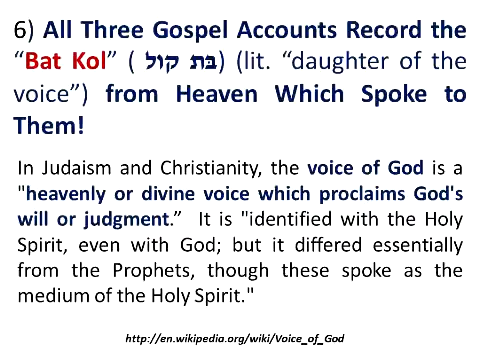 6) All Three Gospel Accounts Record the
“Bat Kol” ( בת קול) (lit. “daughter of the
voice”) from Heaven Which Spoke to
Them!
In Judaism and Christianity, the voice of God is a
"heavenly or divine voice which proclaims God's
will or judgment.” It is "identified with the Holy
Spirit, even with God; but it differed essentially
from the Prophets, though these spoke as the
medium of the Holy Spirit."
http://en.wikipedia.org/wiki/Voice_of_God